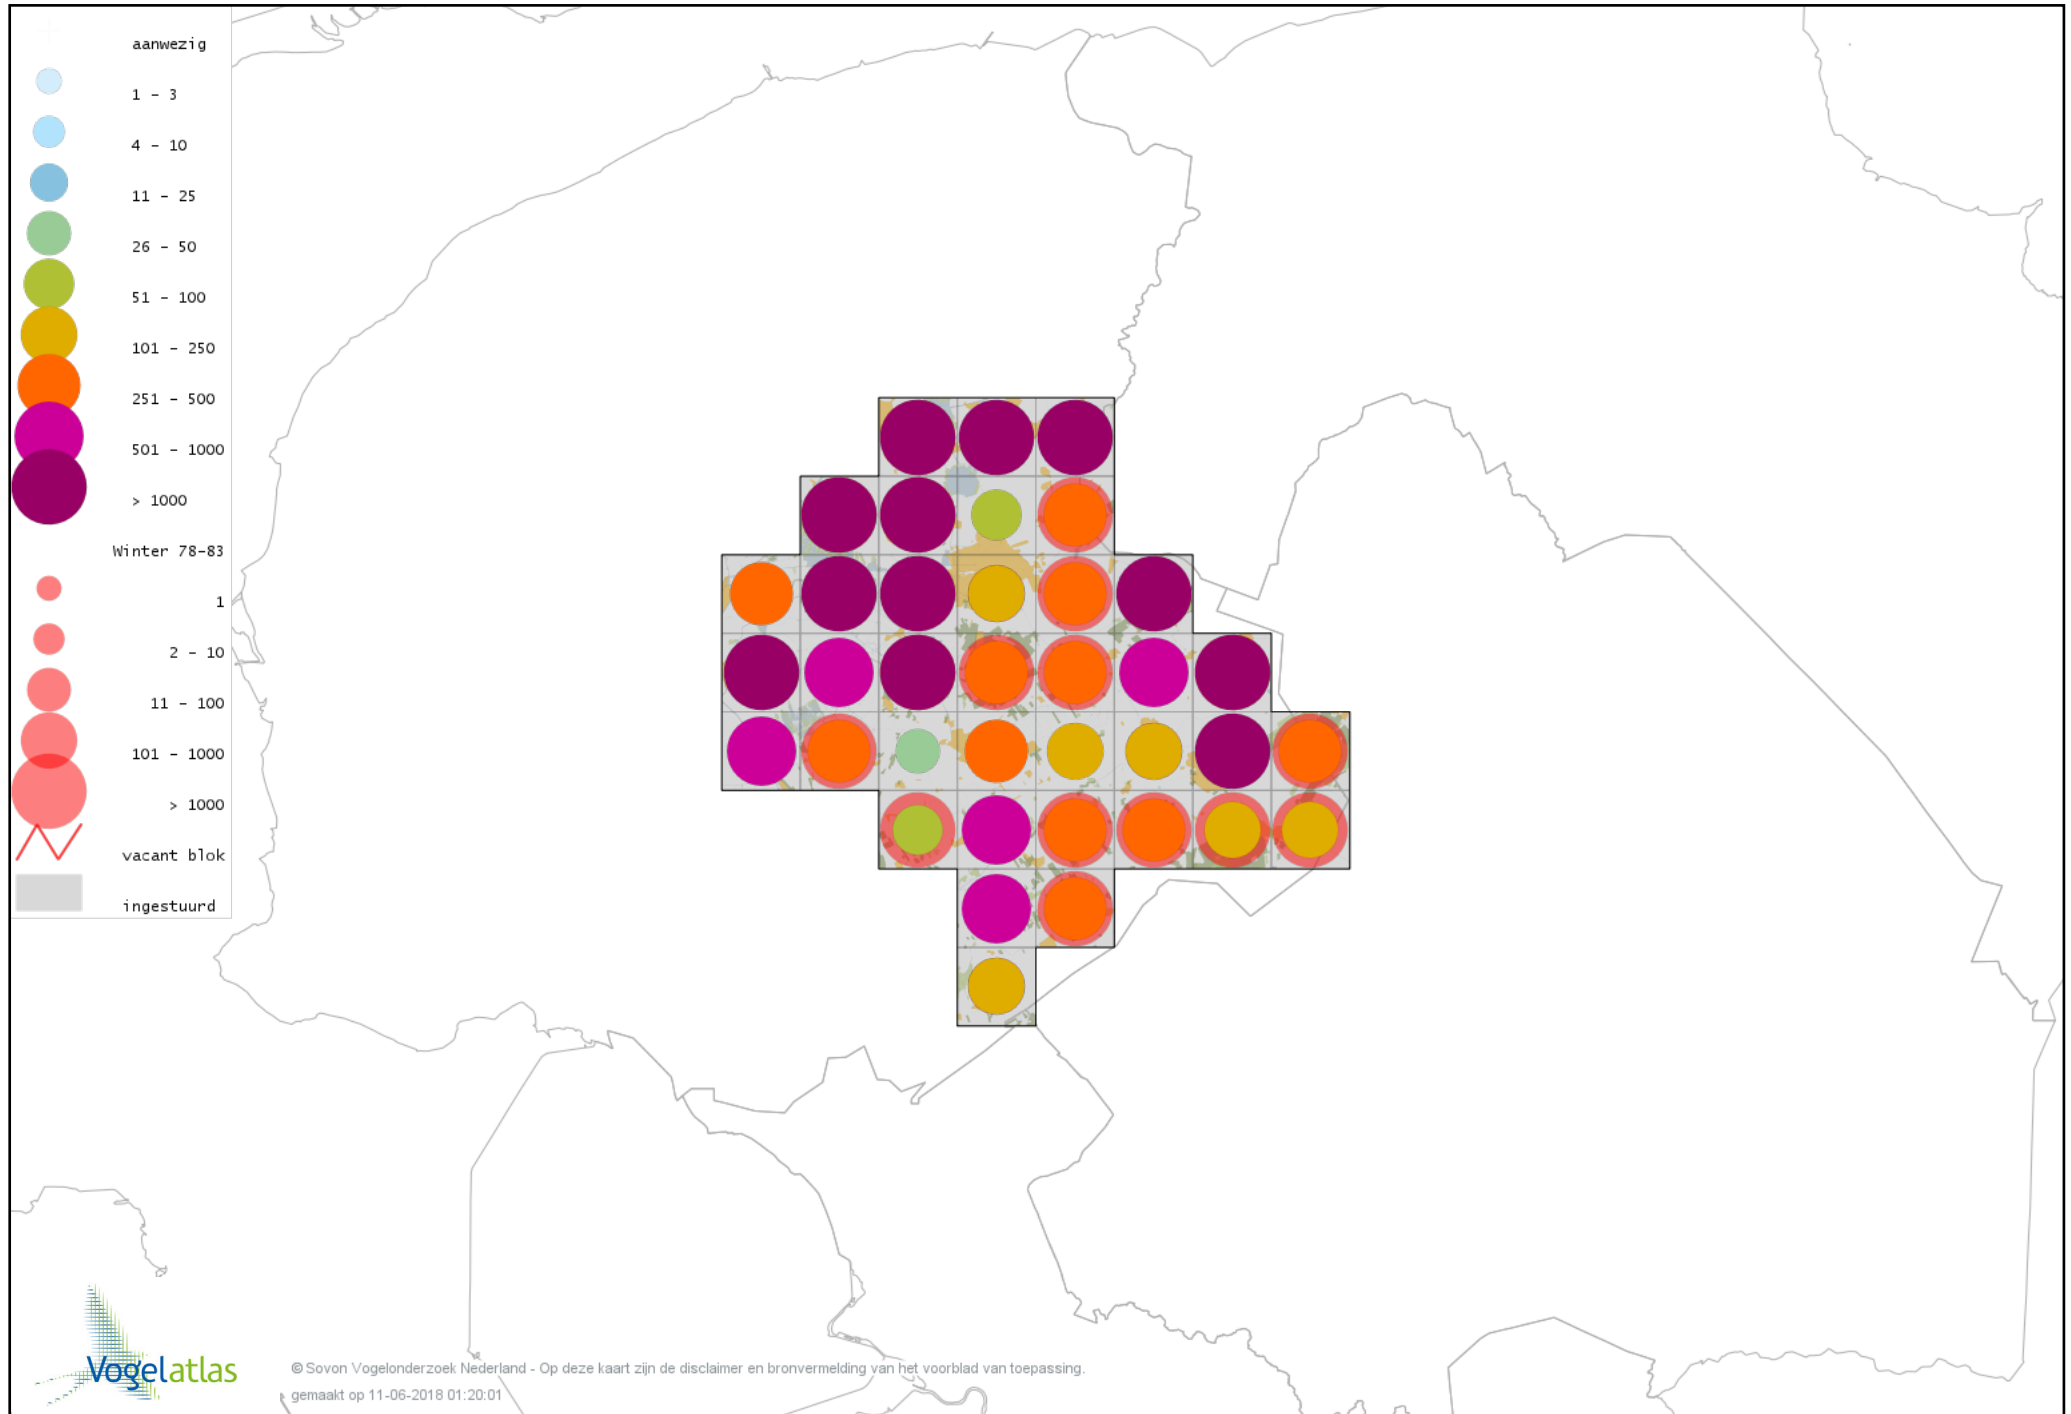 aanwezig
1 - 3
4 - 10
11 - 25
26 - 50
51 - 100
101 - 250
251 - 500
501 - 1000
> 1000
Winter 78-83
1
2 - 10
11 - 100
101 - 1000
> 1000
vacant blok
ingestuurd
Vogelatlas
© Sovon Vogelonderzoek Nederland - Op deze kaart zijn de disclaimer en bronvermelding van het voorblad van toepassing.
gemaakt op 11-06-2018 01:20:01